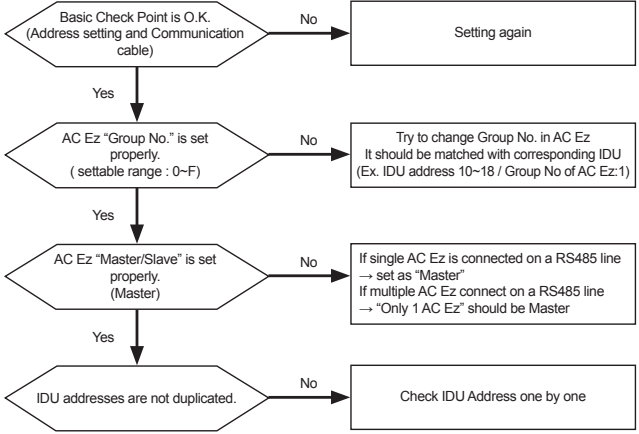 Basic Check Point is O.K.
(Address setting and Communication
cable)
No
Setting again
Yes
AC Ez “Group No.” is set
properly.
( settable range : 0~F)
No
Try to change Group No. in AC Ez
It should be matched with corresponding IDU
(Ex. IDU address 10~18 / Group No of AC Ez:1)
Yes
AC Ez “Master/Slave” is set
properly.
(Master)
No
If single AC Ez is connected on a RS485 line
→ set as “Master”
If multiple AC Ez connect on a RS485 line
→ “Only 1 AC Ez” should be Master
Yes
IDU addresses are not duplicated.
No
Check IDU Address one by one